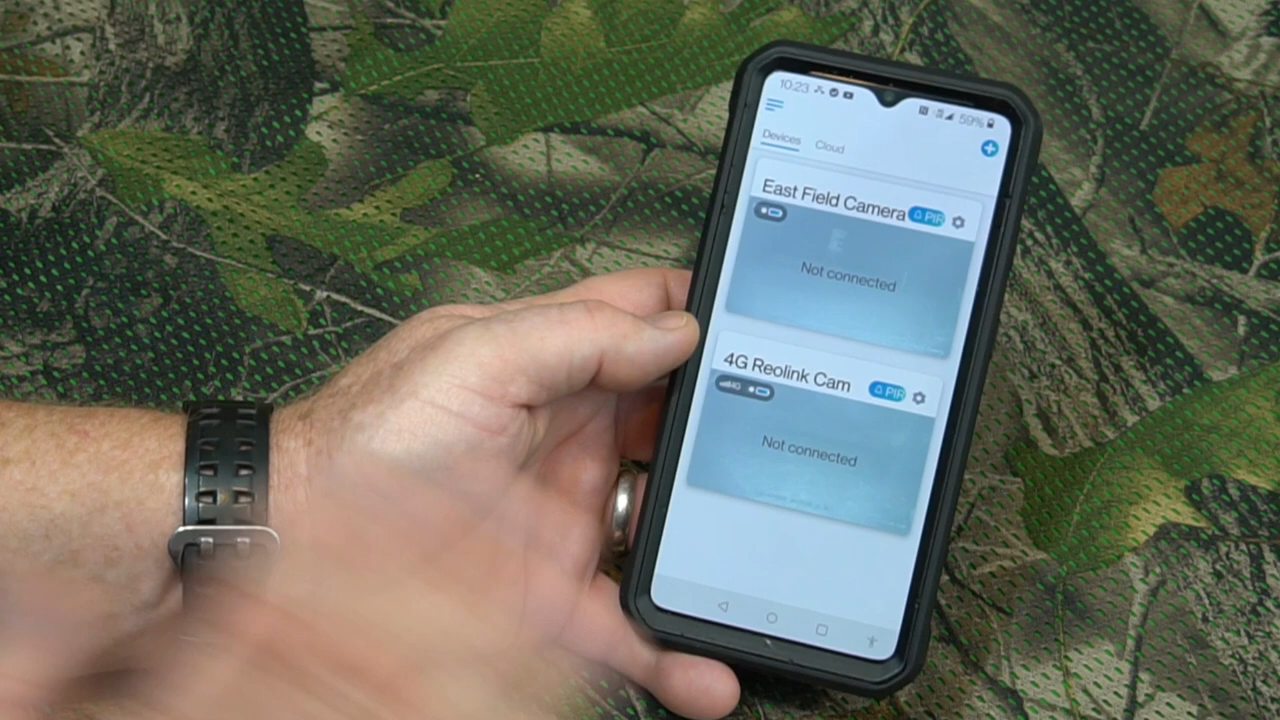 10:23 59%
Devices Cloud
East Field Camera PIR
Not connected
4G Reolink Cam PIR
4G
Not connected